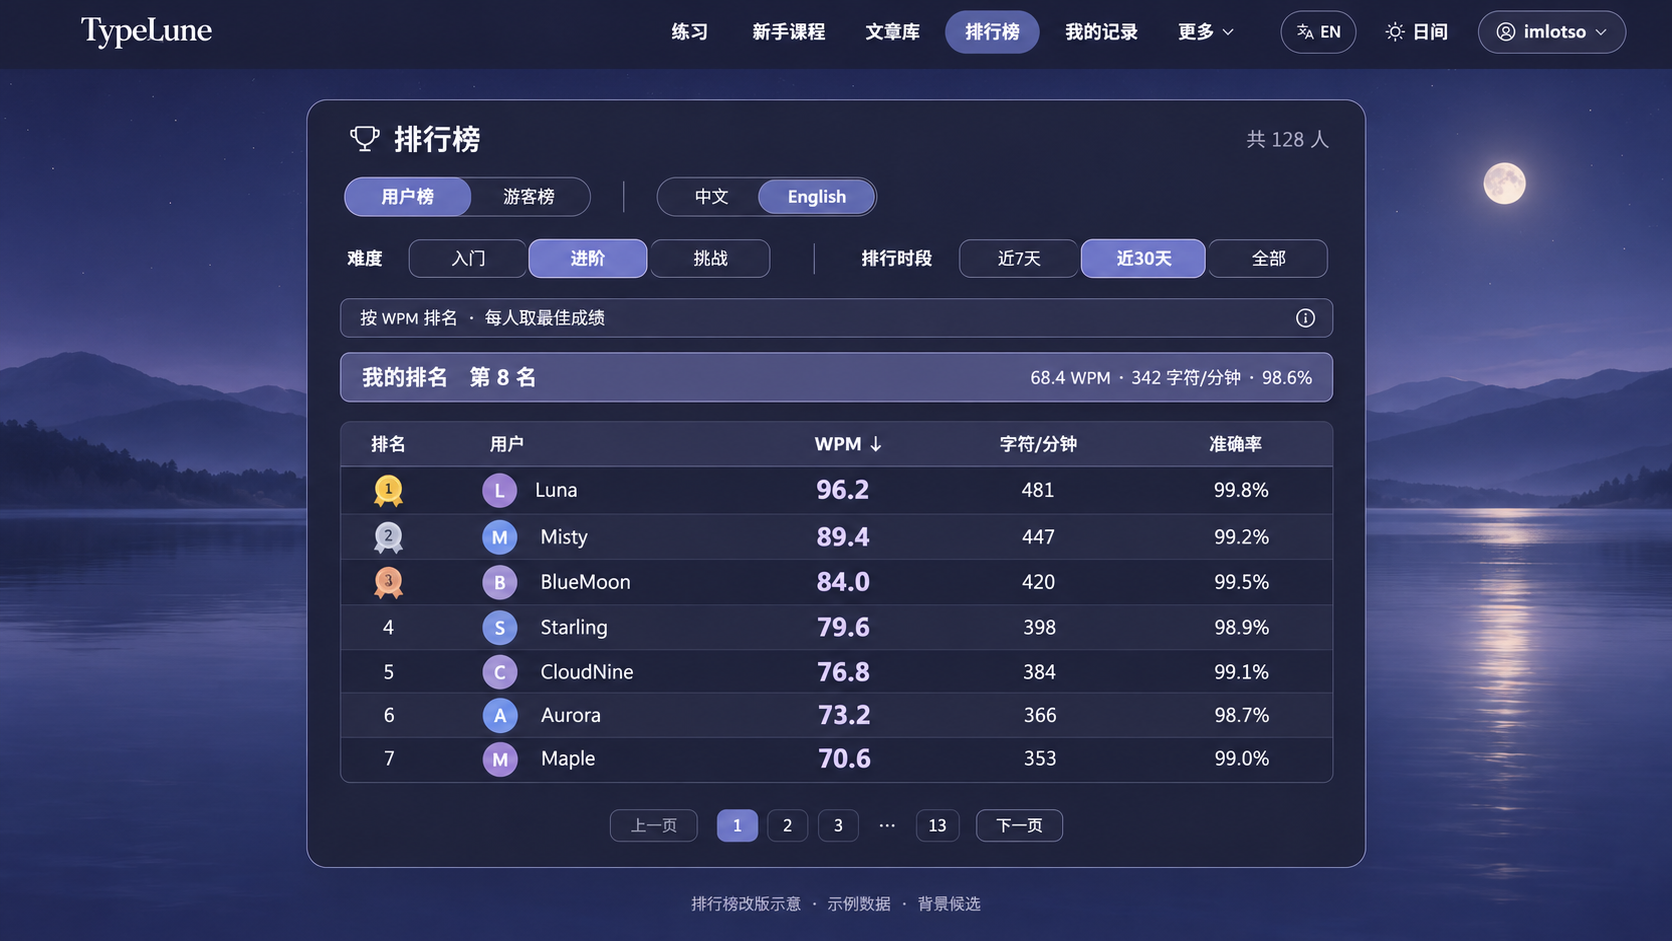 TypeLune 练习 新手课程 文章库 排行榜 我的记录 更多 EN 日间 imlotso
排行榜 共 128 人
用户榜 游客榜 中文 English
难度 入门 进阶 挑战 排行时段 近7天 近30天 全部
按 WPM 排名 · 每人取最佳成绩
我的排名 第 8 名 68.4 WPM · 342 字符/分钟 · 98.6%
排名 用户 WPM ↓ 字符/分钟 准确率
1 L Luna 96.2 481 99.8%
2 M Misty 89.4 447 99.2%
3 B BlueMoon 84.0 420 99.5%
4 S Starling 79.6 398 98.9%
5 C CloudNine 76.8 384 99.1%
6 A Aurora 73.2 366 98.7%
7 M Maple 70.6 353 99.0%
上一页 1 2 3 ··· 13 下一页
排行榜改版示意 · 示例数据 · 背景候选